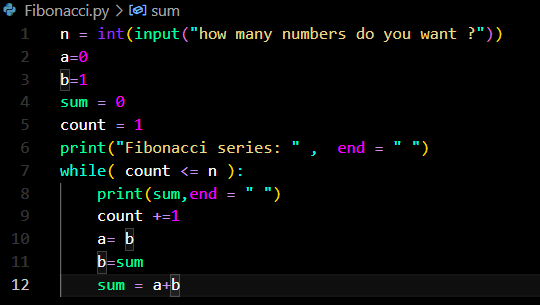 Fibonacci.py > sum
1 n = int(input("how many numbers do you want ?"))
2 a=0
3 b=1
4 sum = 0
5 count = 1
6 print("Fibonacci series: " ,  end = " ")
7 while( count <= n ):
8     print(sum,end = " ")
9     count +=1
10     a= b
11     b=sum
12     sum = a+b